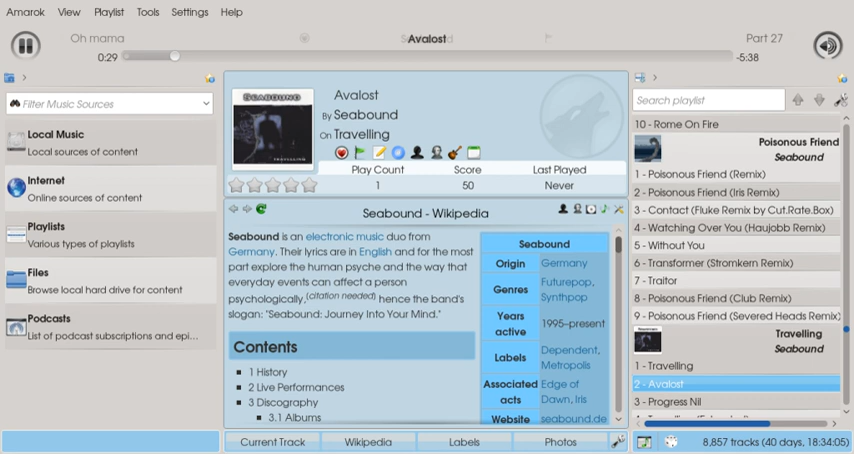 Amarok View Playlist Tools Settings Help
Oh mama
Avalost
Part 27
0:29
-5:38
Filter Music Sources
Local Music
Local sources of content
Internet
Online sources of content
Playlists
Various types of playlists
Files
Browse local hard drive for content
Podcasts
List of podcast subscriptions and epi...
SEABOUND
Avalost
By Seabound
On Travelling
Play Count Score Last Played
1 50 Never
Seabound - Wikipedia
Seabound is an electronic music duo from
Germany. Their lyrics are in English and for the most
part explore the human psyche and the way that
everyday events can affect a person
psychologically,[citation needed) hence the band's
slogan: "Seabound: Journey Into Your Mind."
Contents
1 History
2 Live Performances
3 Discography
3.1 Albums
Seabound
Origin Germany
Genres Futurepop,
Synthpop
Years
active 1995-present
Labels Dependent,
Metropolis
Associated
acts Edge of
Dawn, Iris
Website seabound.de
Current Track Wikipedia Labels Photos
Search playlist
10 - Rome On Fire
Poisonous Friend
Seabound
1 - Poisonous Friend (Remix)
2 - Poisonous Friend (Iris Remix)
3 - Contact (Fluke Remix by Cut.Rate.Box)
4 - Watching Over You (Haujobb Remix)
5 - Without You
6 - Transformer (Stromkern Remix)
7 - Traitor
8 - Poisonous Friend (Club Remix)
9 - Poisonous Friend (Severed Heads Remix)
Travelling
Seabound
1 - Travelling
2 - Avalost
3 - Progress Nil
8,857 tracks (40 days, 18:34:05)